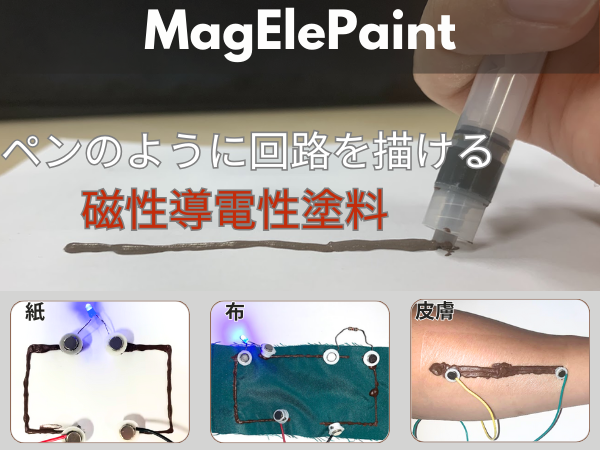 MagElePaint
ペンのように回路を描ける
磁性導電性塗料
紙
布
皮膚